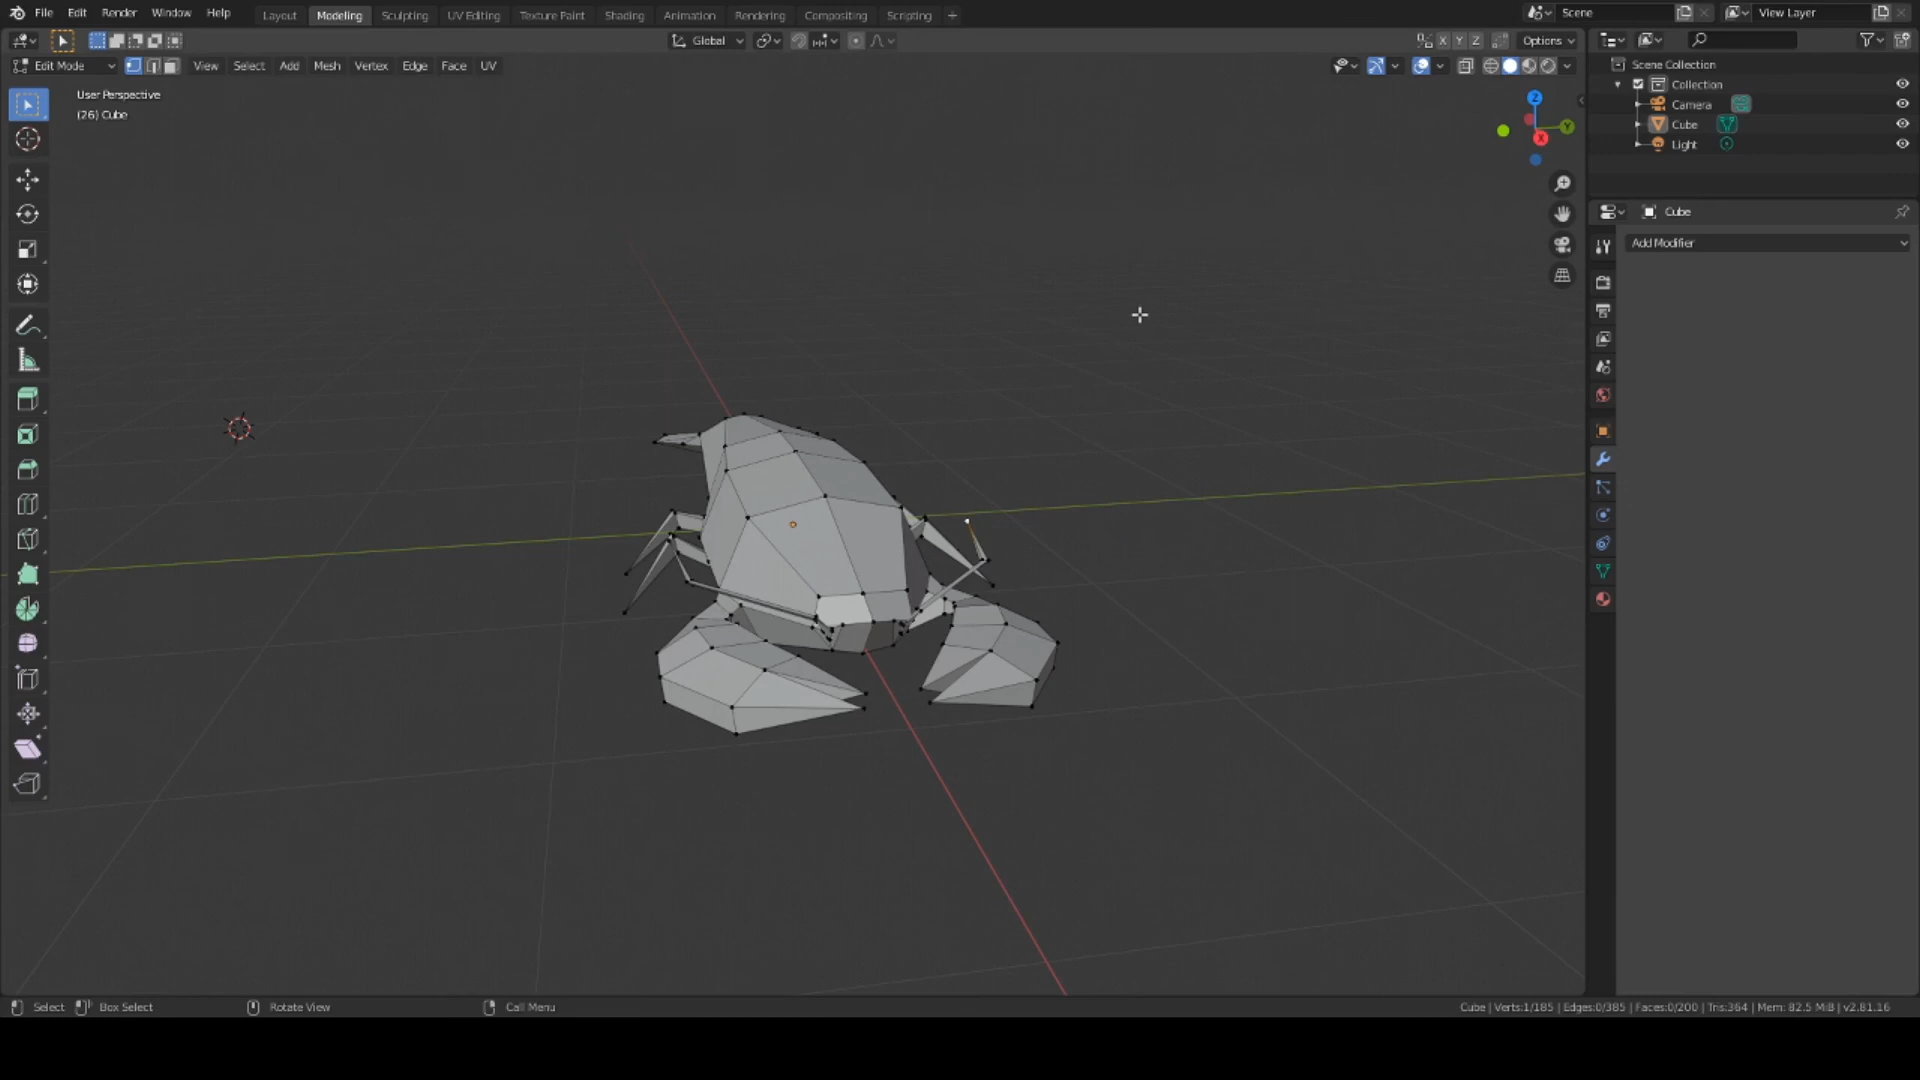 File Edit Render Window Help Layout Modeling Sculpting UV Editing Texture Paint Shading Animation Rendering Compositing Scripting + Scene View Layer
Global X Y Z Options
Edit Mode View Select Add Mesh Vertex Edge Face UV
Scene Collection
Collection
Camera
Cube
Light
User Perspective
(26) Cube
Z
Y
X
Cube
Add Modifier
Select Box Select Rotate View Call Menu Cube | Verts:1/185 | Edges:0/385 | Faces:0/200 | Tris:364 | Mem: 82.5 MiB | v2.81.16